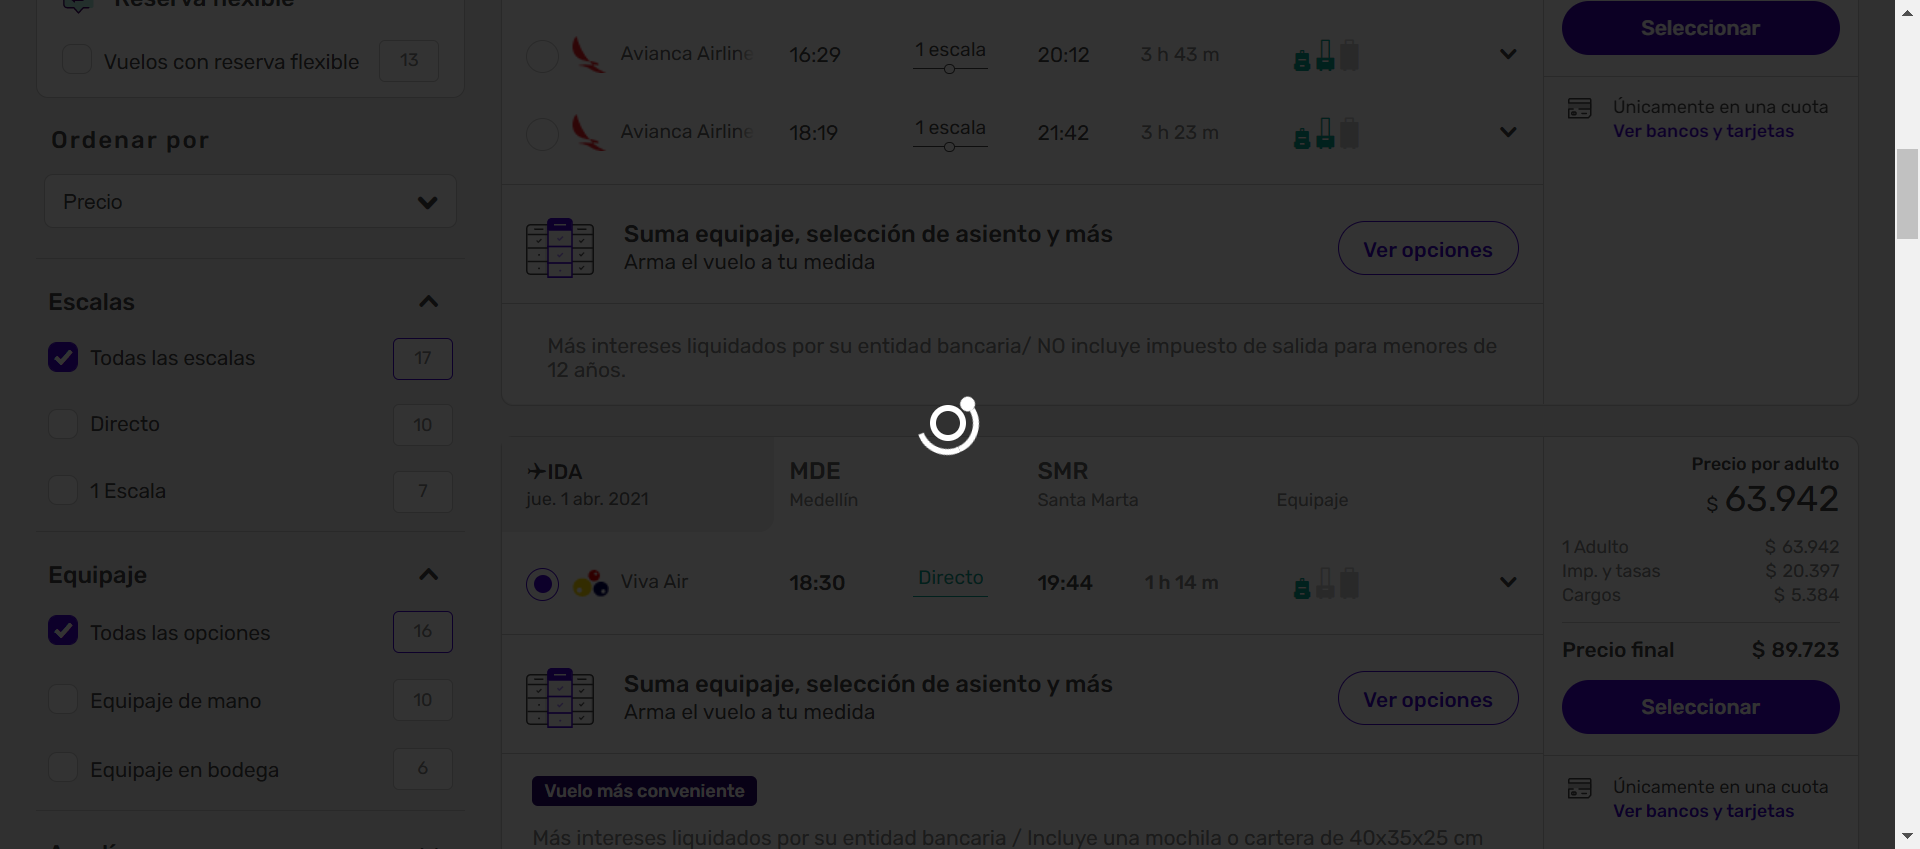 Reserva flexible
Vuelos con reserva flexible 13
Ordenar por
Precio
Escalas
Todas las escalas 17
Directo 10
1 Escala 7
Equipaje
Todas las opciones 16
Equipaje de mano 10
Equipaje en bodega 6
Avianca Airline 16:29 1 escala 20:12 3 h 43 m
Avianca Airline 18:19 1 escala 21:42 3 h 23 m
Suma equipaje, selección de asiento y más
Arma el vuelo a tu medida
Ver opciones
Más intereses liquidados por su entidad bancaria/ NO incluye impuesto de salida para menores de
12 años.
Seleccionar
Únicamente en una cuota
Ver bancos y tarjetas
IDA MDE SMR
jue. 1 abr. 2021 Medellín Santa Marta Equipaje
Viva Air 18:30 Directo 19:44 1 h 14 m
Suma equipaje, selección de asiento y más
Arma el vuelo a tu medida
Ver opciones
Vuelo más conveniente
Más intereses liquidados por su entidad bancaria / Incluye una mochila o cartera de 40x35x25 cm
Precio por adulto
$ 63.942
1 Adulto $ 63.942
Imp. y tasas $ 20.397
Cargos $ 5.384
Precio final $ 89.723
Seleccionar
Únicamente en una cuota
Ver bancos y tarjetas